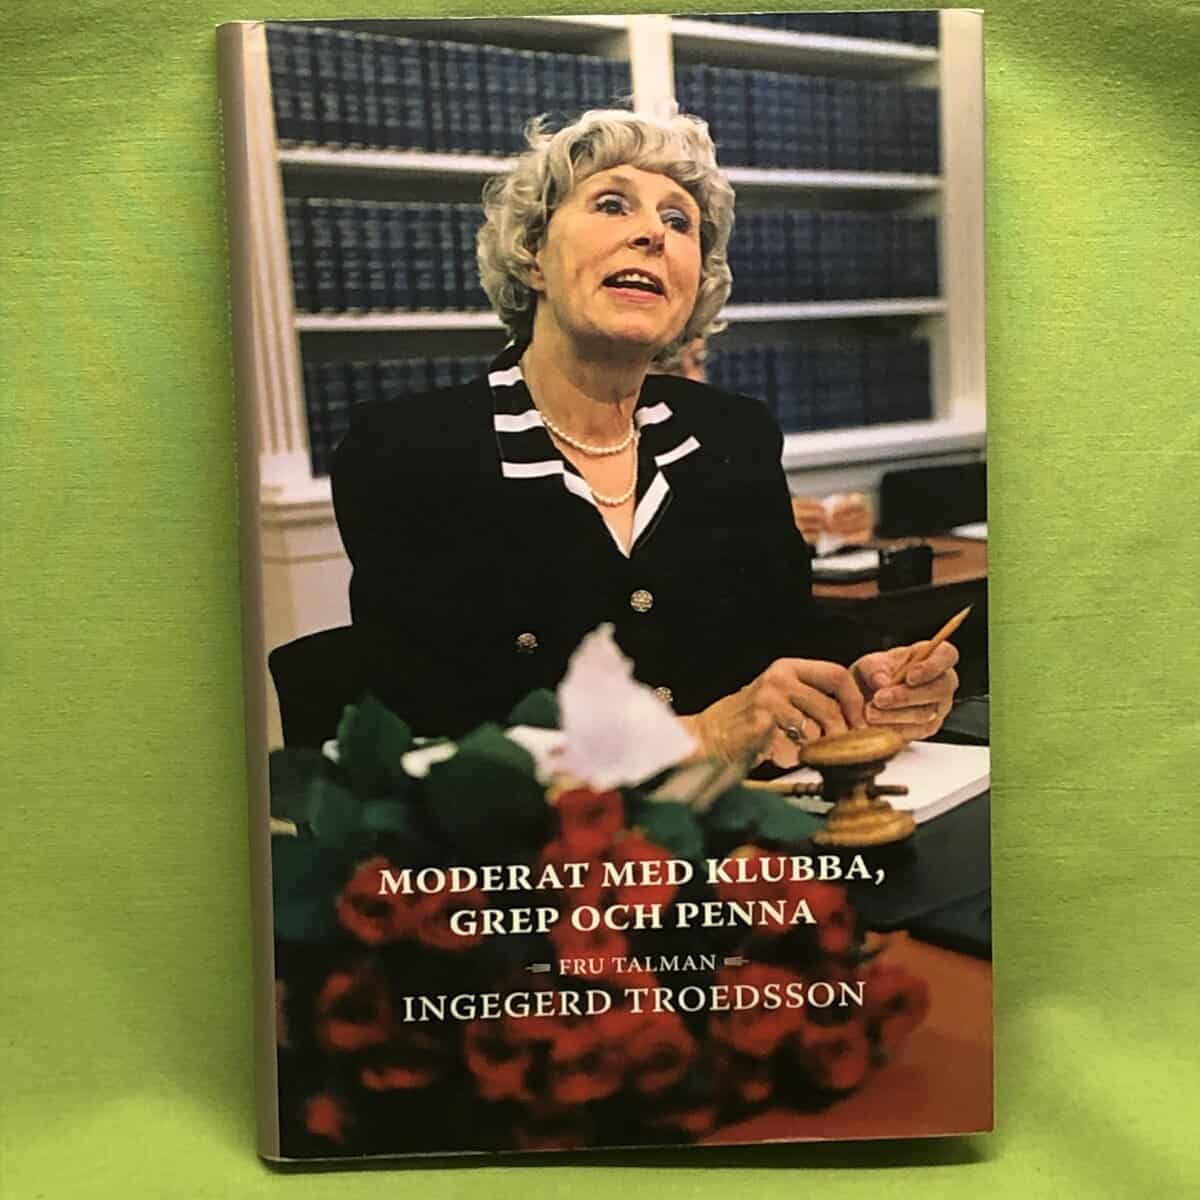 MODERAT MED KLUBBA,
GREP OCH PENNA
FRU TALMAN
INGEGERD TROEDSSON